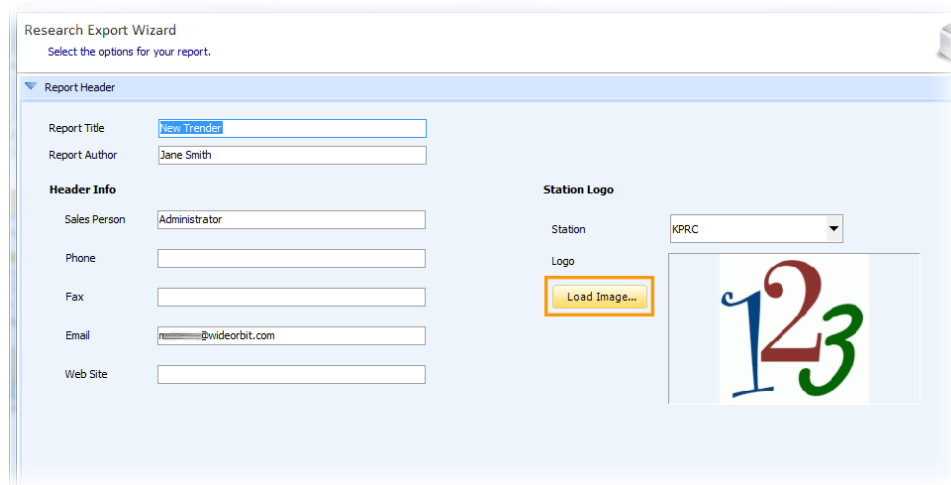 Research Export Wizard
Select the options for your report.
Report Header
Report Title New Trender
Report Author Jane Smith
Header Info Station Logo
Sales Person Administrator
Station KPRC
Phone
Logo
Load Image...
Fax
Email @wideorbit.com
Web Site
123